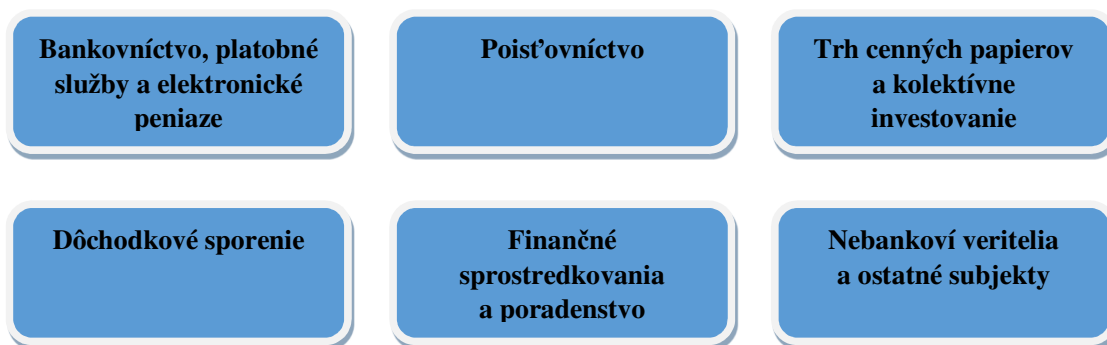 Bankovníctvo, platobné
služby a elektronické
peniaze
Poisťovníctvo
Trh cenných papierov
a kolektívne
investovanie
Dôchodkové sporenie
Finančné
sprostredkovania
a poradenstvo
Nebankoví veritelia
a ostatné subjekty